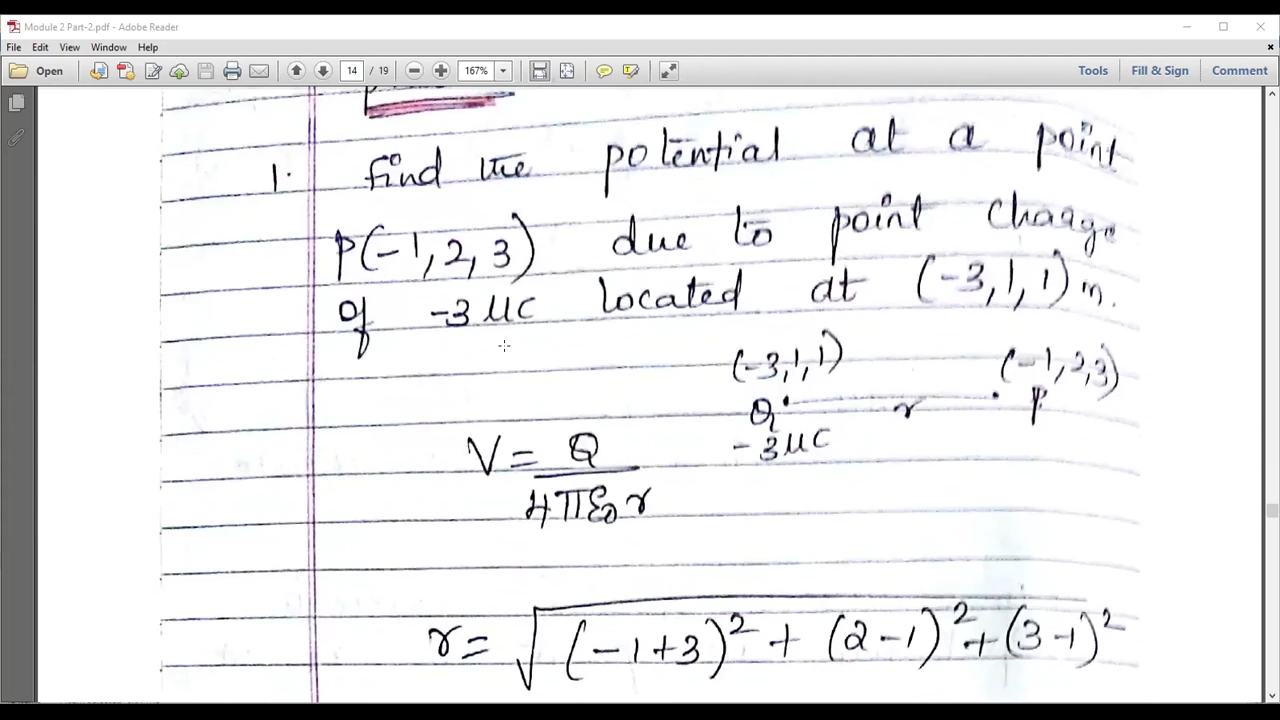 Module 2 Part-2.pdf - Adobe Reader
File Edit View Window Help
Open 14 / 19 167% Tools Fill & Sign Comment
1. Find the potential at a point
P(-1, 2, 3) due to point charge
of -3 μC located at (-3, 1, 1) m.
(-3,1,1) (-1,2,3)
Q r P
-3 μC
V = Q
4πε₀r
r = √(-1+3)² + (2-1)² + (3-1)²